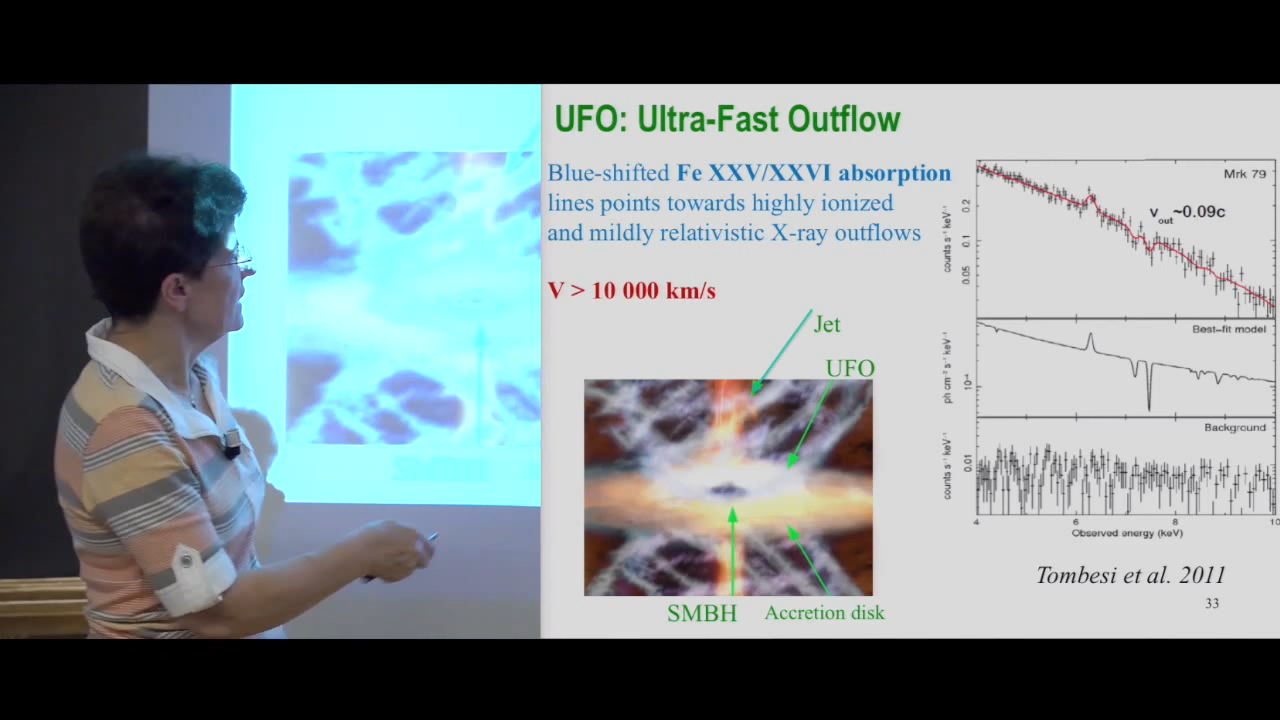 UFO: Ultra-Fast Outflow
Blue-shifted Fe XXV/XXVI absorption
lines points towards highly ionized
and mildly relativistic X-ray outflows
V > 10 000 km/s
Jet
UFO
SMBH
Accretion disk
Mrk 79
v_out~0.09c
counts s⁻¹ keV⁻¹
0.2
0.1
0.05
Best-fit model
ph cm⁻² s⁻¹ keV⁻¹
10⁻⁴
Background
counts s⁻¹ keV⁻¹
0.01
4 6 8 10
Observed energy (keV)
Tombesi et al. 2011
33